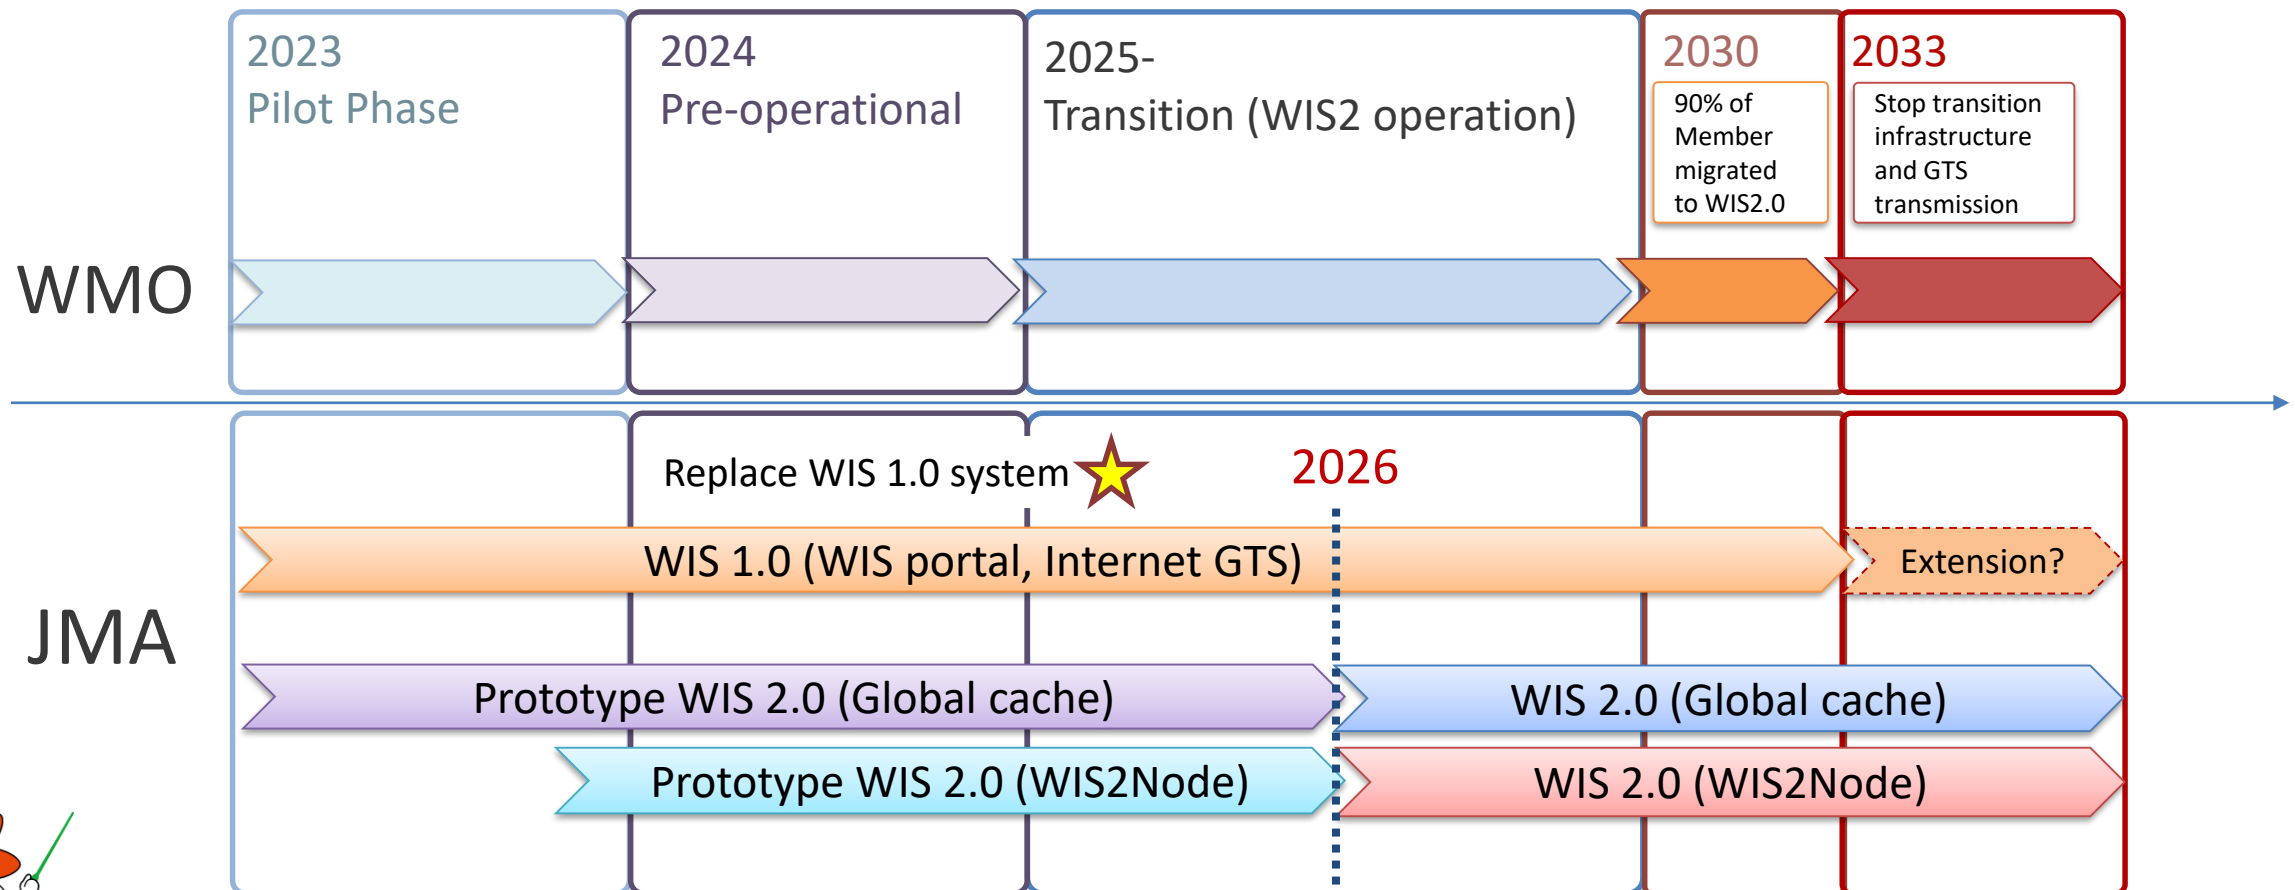 2023
Pilot Phase
2024
Pre-operational
2025-
Transition (WIS2 operation)
2030
90% of
Member
migrated
to WIS2.0
2033
Stop transition
infrastructure
and GTS
transmission
WMO
Replace WIS 1.0 system
2026
WIS 1.0 (WIS portal, Internet GTS)
Extension?
JMA
Prototype WIS 2.0 (Global cache)
WIS 2.0 (Global cache)
Prototype WIS 2.0 (WIS2Node)
WIS 2.0 (WIS2Node)